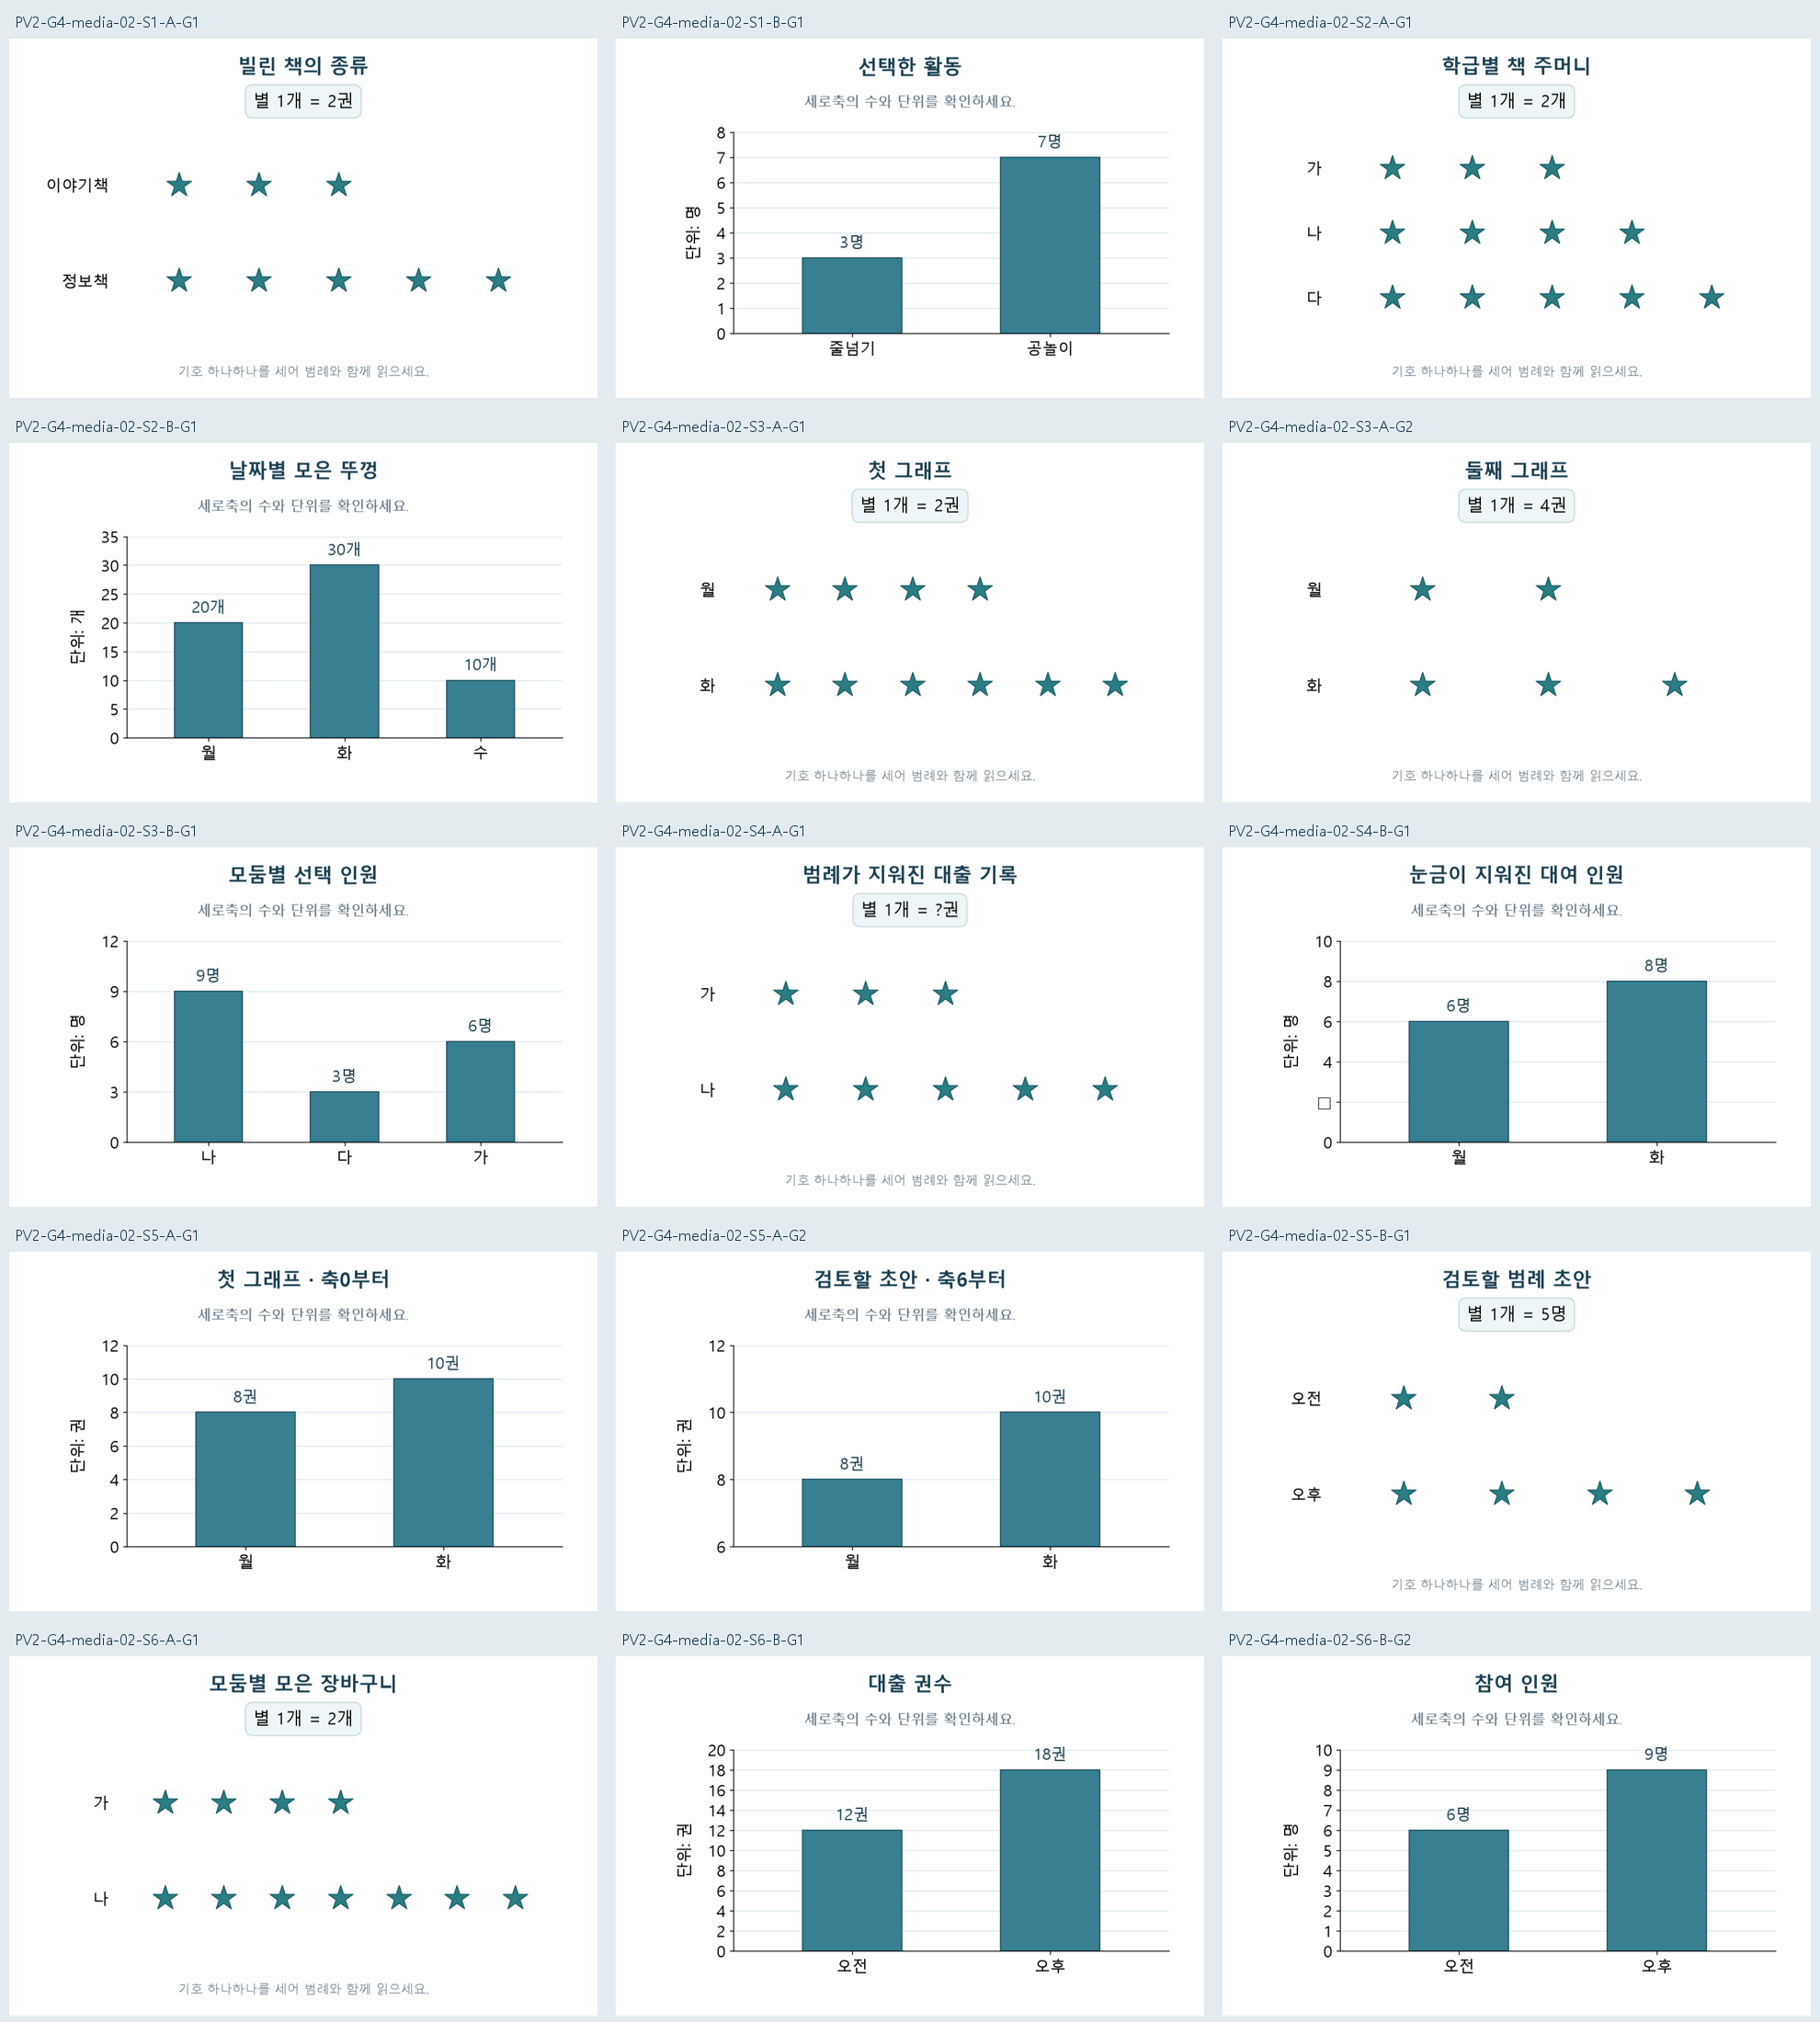 PV2-G4-media-02-S1-A-G1
빌린 책의 종류
별 1개 = 2권
이야기책
정보책
기호 하나하나를 세어 범례와 함께 읽으세요.
PV2-G4-media-02-S1-B-G1
선택한 활동
세로축의 수와 단위를 확인하세요.
단위: 명
8
7
6
5
4
3
2
1
0
3명
7명
줄넘기
공놀이
PV2-G4-media-02-S2-A-G1
학급별 책 주머니
별 1개 = 2개
가
나
다
기호 하나하나를 세어 범례와 함께 읽으세요.
PV2-G4-media-02-S2-B-G1
날짜별 모은 뚜껑
세로축의 수와 단위를 확인하세요.
단위: 개
35
30
25
20
15
10
5
0
20개
30개
10개
월
화
수
PV2-G4-media-02-S3-A-G1
첫 그래프
별 1개 = 2권
월
화
기호 하나하나를 세어 범례와 함께 읽으세요.
PV2-G4-media-02-S3-A-G2
둘째 그래프
별 1개 = 4권
월
화
기호 하나하나를 세어 범례와 함께 읽으세요.
PV2-G4-media-02-S3-B-G1
모둠별 선택 인원
세로축의 수와 단위를 확인하세요.
단위: 명
12
9
6
3
0
9명
3명
6명
나
다
가
PV2-G4-media-02-S4-A-G1
범례가 지워진 대출 기록
별 1개 = ?권
가
나
기호 하나하나를 세어 범례와 함께 읽으세요.
PV2-G4-media-02-S4-B-G1
눈금이 지워진 대여 인원
세로축의 수와 단위를 확인하세요.
단위: 명
10
8
6
4
□
0
6명
8명
월
화
PV2-G4-media-02-S5-A-G1
첫 그래프 · 축0부터
세로축의 수와 단위를 확인하세요.
단위: 권
12
10
8
6
4
2
0
8권
10권
월
화
PV2-G4-media-02-S5-A-G2
검토할 초안 · 축6부터
세로축의 수와 단위를 확인하세요.
단위: 권
12
10
8
6
8권
10권
월
화
PV2-G4-media-02-S5-B-G1
검토할 범례 초안
별 1개 = 5명
오전
오후
기호 하나하나를 세어 범례와 함께 읽으세요.
PV2-G4-media-02-S6-A-G1
모둠별 모은 장바구니
별 1개 = 2개
가
나
기호 하나하나를 세어 범례와 함께 읽으세요.
PV2-G4-media-02-S6-B-G1
대출 권수
세로축의 수와 단위를 확인하세요.
단위: 권
20
18
16
14
12
10
8
6
4
2
0
12권
18권
오전
오후
PV2-G4-media-02-S6-B-G2
참여 인원
세로축의 수와 단위를 확인하세요.
단위: 명
10
9
8
7
6
5
4
3
2
1
0
6명
9명
오전
오후